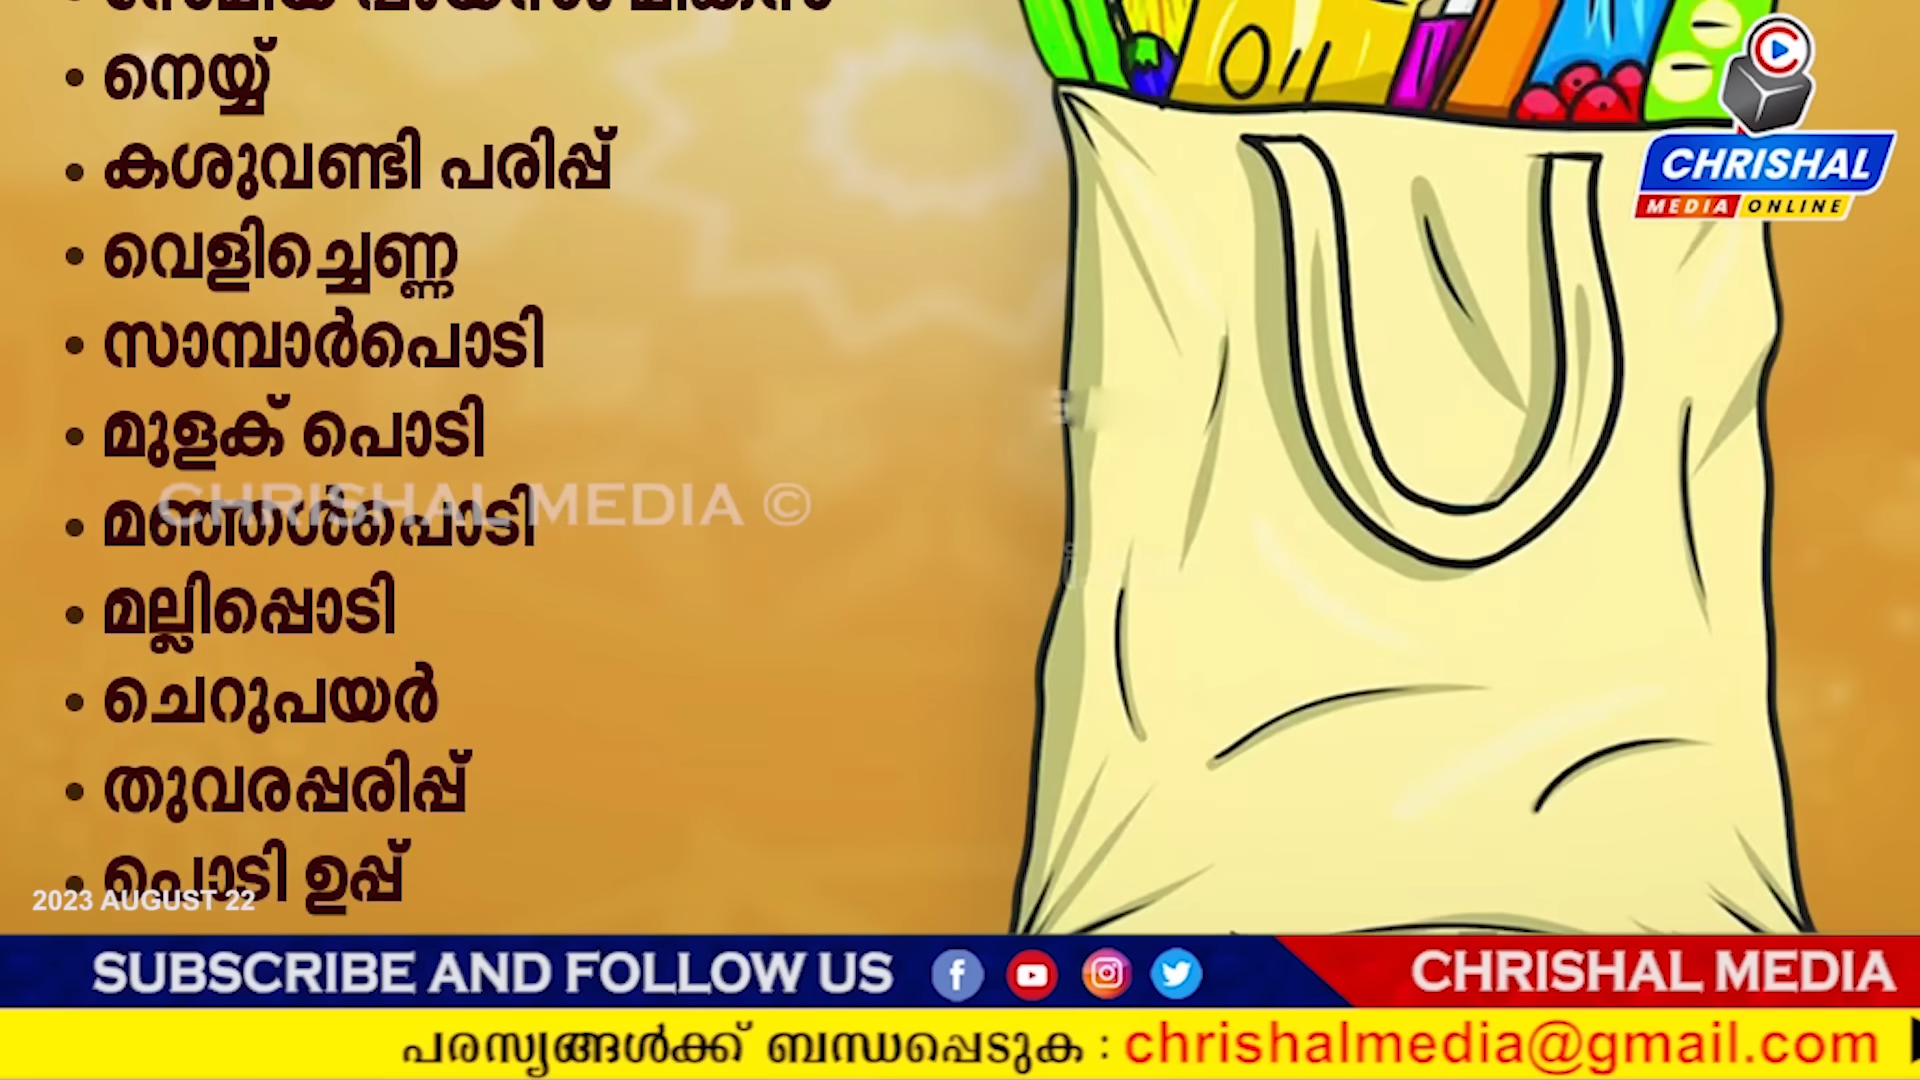 സേമിയ പായസം മിക്സ്
• നെയ്യ്
• കശുവണ്ടി പരിപ്പ്
• വെളിച്ചെണ്ണ
• സാമ്പാർപൊടി
• മുളക് പൊടി
• മഞ്ഞൾപൊടി
• മല്ലിപ്പൊടി
• ചെറുപയർ
• തുവരപ്പരിപ്പ്
• പൊടി ഉപ്പ്
CHRISHAL
MEDIA ONLINE
CHRISHAL MEDIA ©
2023 AUGUST 22
SUBSCRIBE AND FOLLOW US
CHRISHAL MEDIA
പരസ്യങ്ങൾക്ക് ബന്ധപ്പെടുക : chrishalmedia@gmail.com